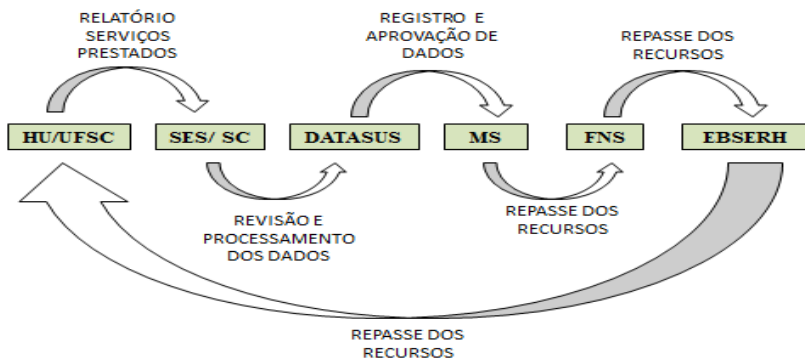 RELATÓRIO
SERVIÇOS
PRESTADOS
REGISTRO E
APROVAÇÃO DE
DADOS
REPASSE DOS
RECURSOS
HU/UFSC
SES/ SC
DATASUS
MS
FNS
EBSERH
REVISÃO E
PROCESSAMENTO
DOS DADOS
REPASSE DOS
RECURSOS
REPASSE DOS
RECURSOS